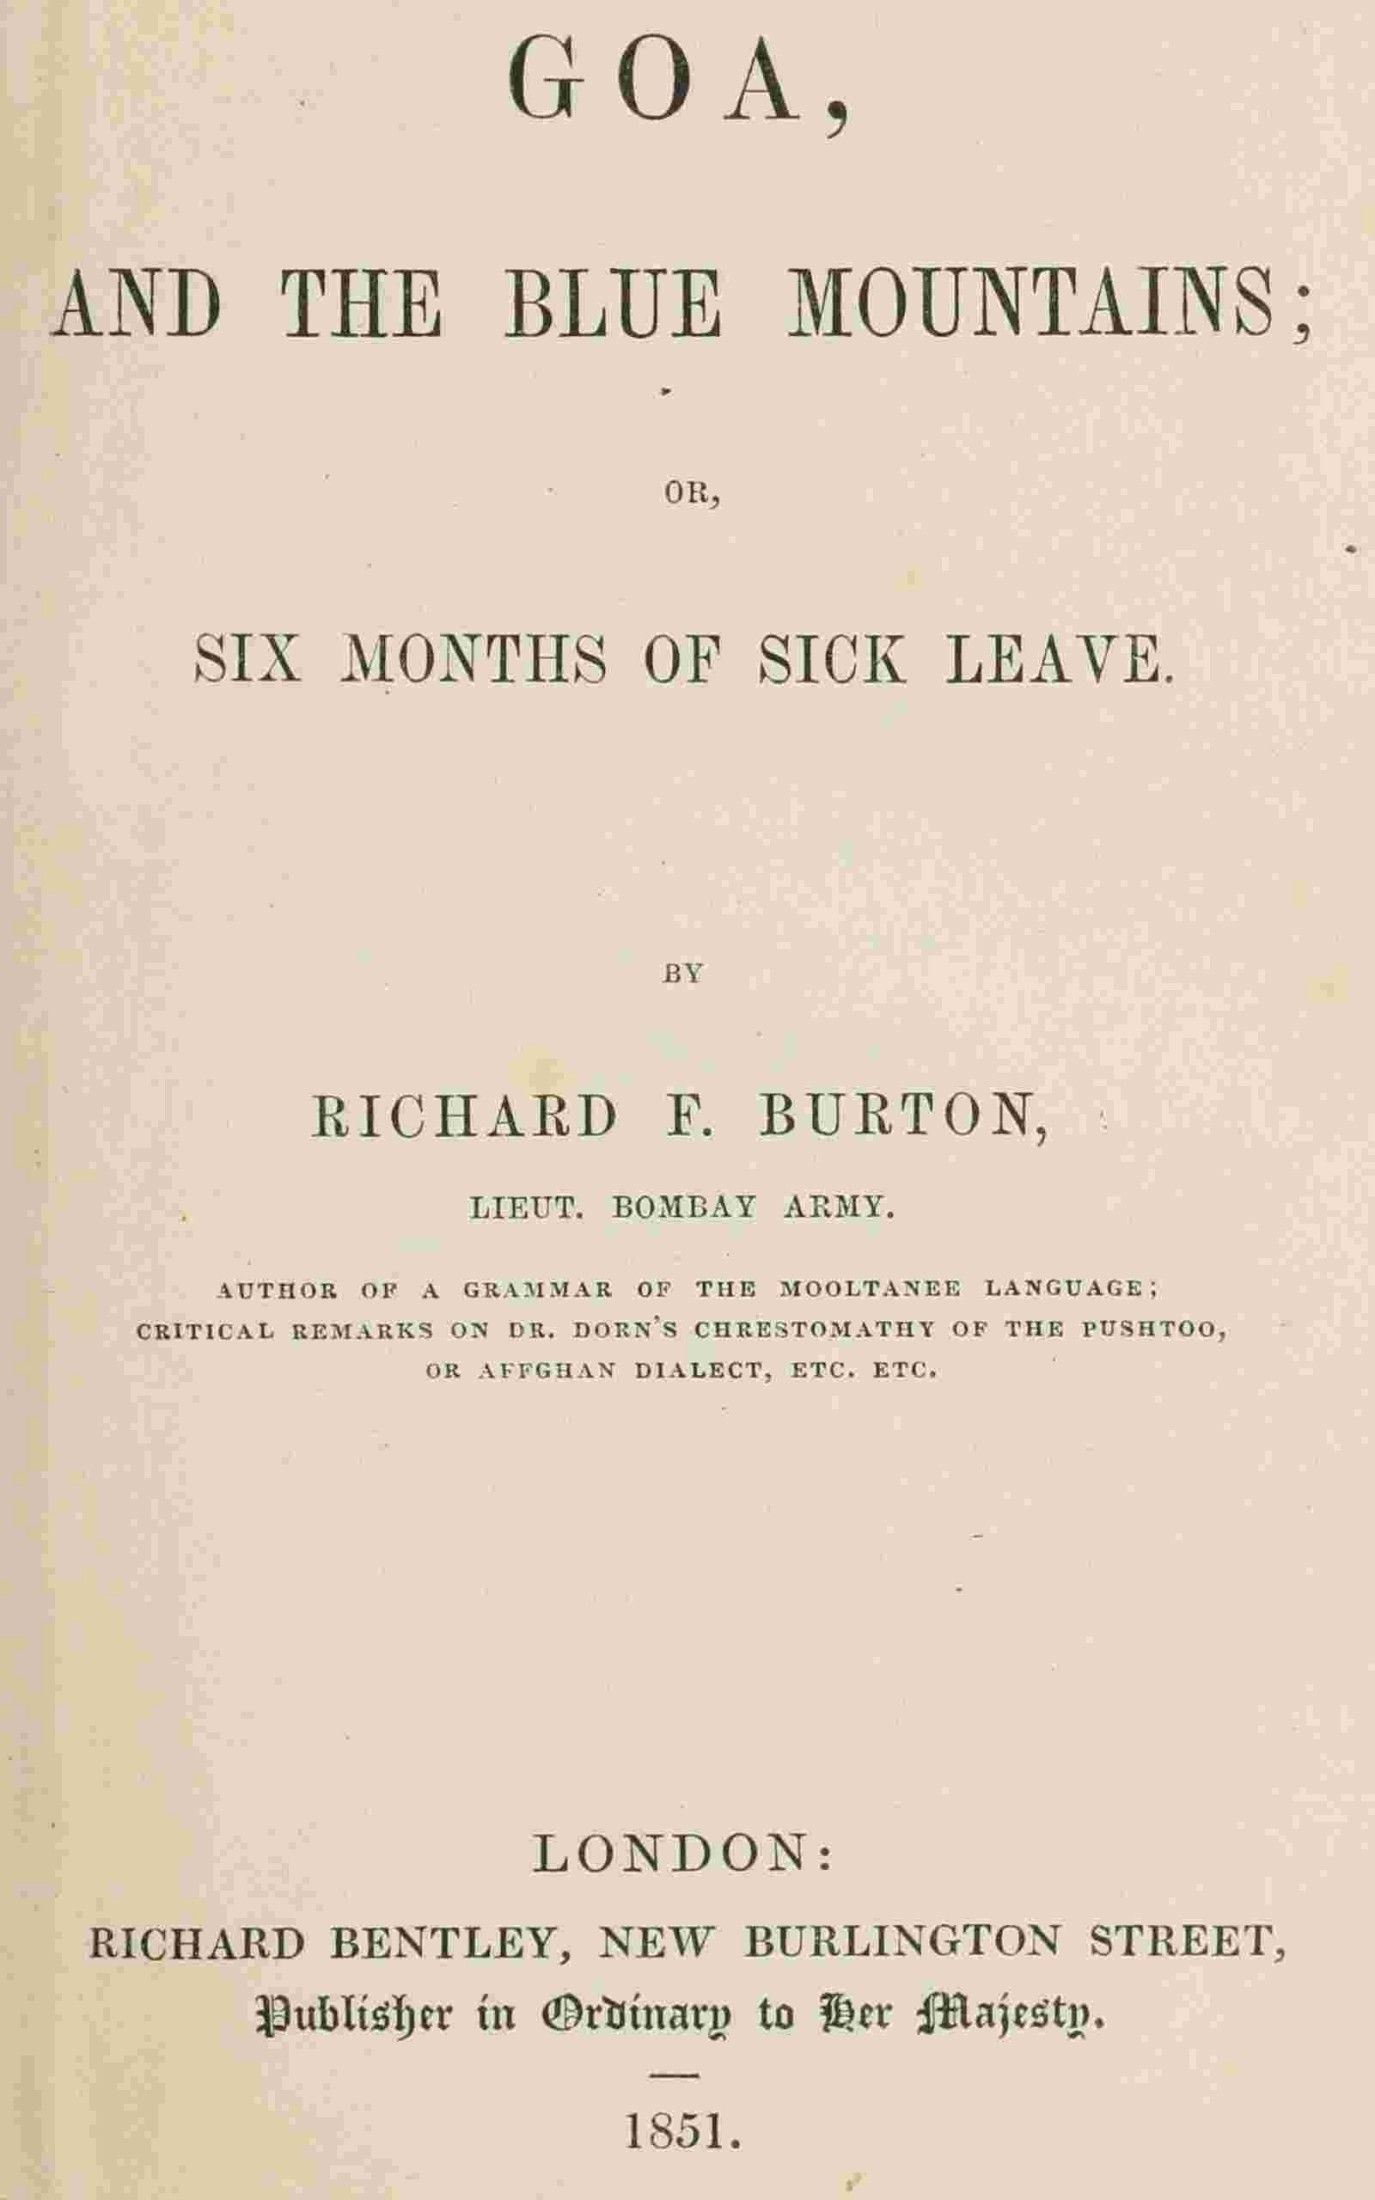 GOA,
AND THE BLUE MOUNTAINS;
OR,
SIX MONTHS OF SICK LEAVE.
BY
RICHARD F. BURTON,
LIEUT. BOMBAY ARMY.
AUTHOR OF A GRAMMAR OF THE MOOLTANEE LANGUAGE;
CRITICAL REMARKS ON DR. DORN'S CHRESTOMATHY OF THE PUSHTOO,
OR AFFGHAN DIALECT, ETC. ETC.
LONDON:
RICHARD BENTLEY, NEW BURLINGTON STREET,
Publisher in Ordinary to Her Majesty.
1851.